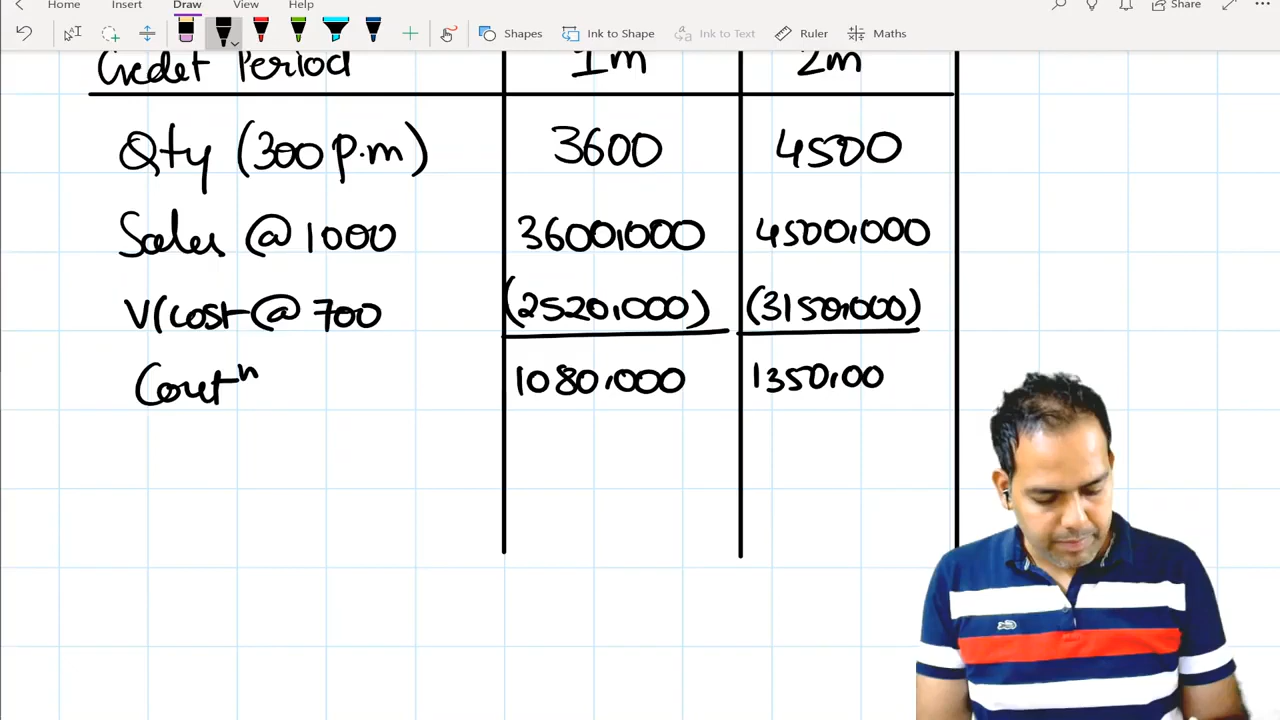 Home Insert Draw View Help Share
Shapes Ink to Shape Ink to Text Ruler Maths
Credet Period 1m 2m
Qty (300 p.m) 3600 4500
Sales @ 1000 3600,000 4500,000
V/cost @ 700 (2520,000) (3150,000)
Contn 1080,000 1350,00